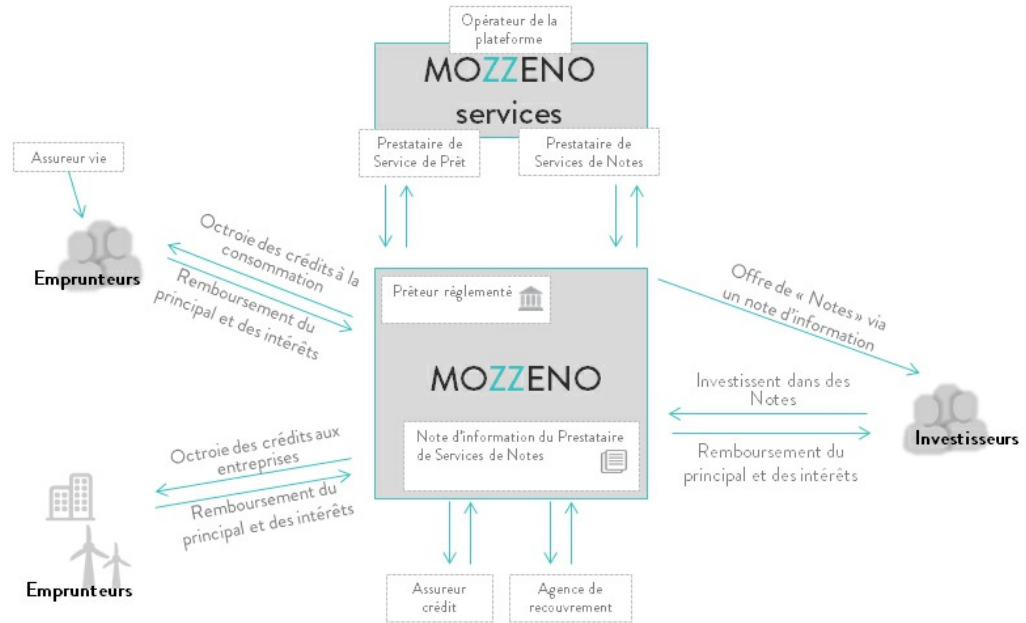 Opérateur de la
plateforme
MOZZENO
services
Prestataire de
Service de Prêt
Prestataire de
Services de Notes
Assureur vie
Emprunteurs
Octroie des crédits à la
consommation
Remboursement du
principal et des intérêts
Prêteur réglementé
MOZZENO
Note d'information du Prestataire
de Services de Notes
Offre de « Notes » via
un note d'information
Investissent dans des
Notes
Remboursement du
principal et des intérêts
Investisseurs
Octroie des crédits aux
entreprises
Remboursement du
principal et des intérêts
Emprunteurs
Assureur
crédit
Agence de
recouvrement